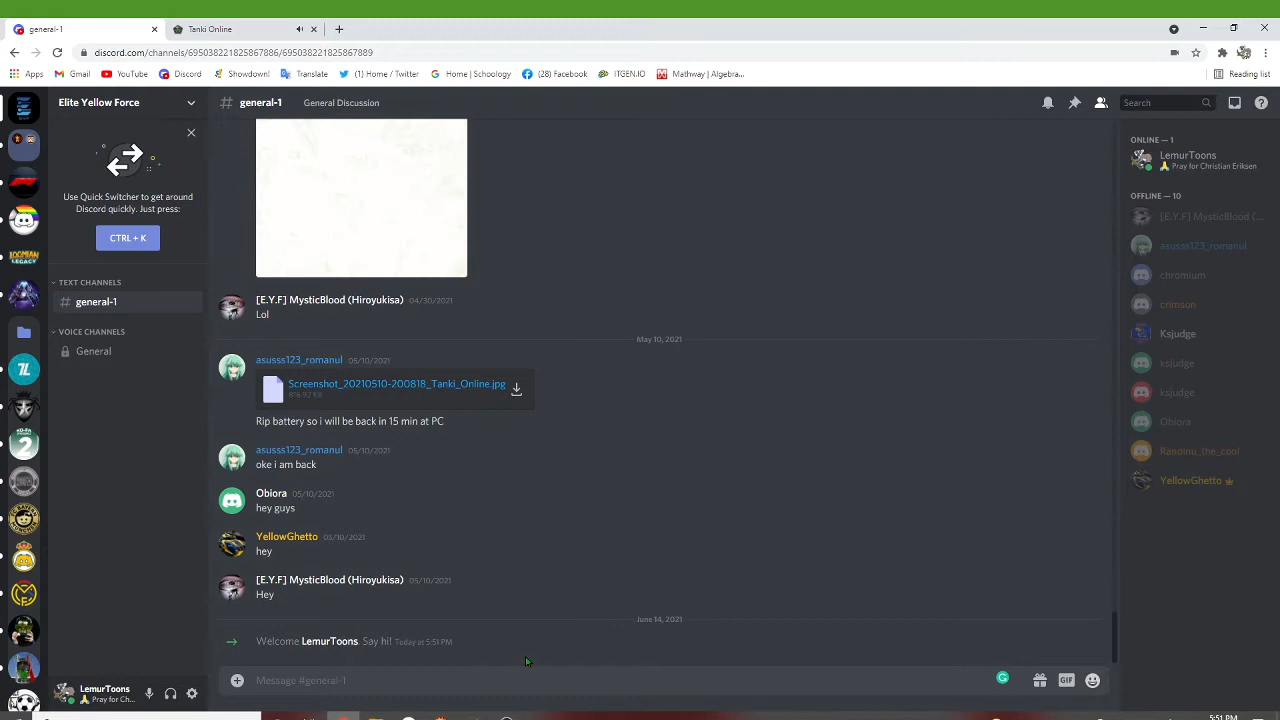 general-1
Tanki Online
discord.com/channels/695038221825867886/695038221825867889
Apps Gmail YouTube Discord Showdown! Translate (1) Home / Twitter Home | Schoology (28) Facebook ITGEN.IO Mathway | Algebra... Reading list
Elite Yellow Force
# general-1 General Discussion
Search
Use Quick Switcher to get around
Discord quickly. Just press:
CTRL + K
TEXT CHANNELS
# general-1
VOICE CHANNELS
General
[E.Y.F] MysticBlood (Hiroyukisa) 04/30/2021
Lol
May 10, 2021
asusss123_romanul 05/10/2021
Screenshot_20210510-200818_Tanki_Online.jpg
816.92 KB
Rip battery so i will be back in 15 min at PC
asusss123_romanul 05/10/2021
oke i am back
Obiora 05/10/2021
hey guys
YellowGhetto 05/10/2021
hey
[E.Y.F] MysticBlood (Hiroyukisa) 05/10/2021
Hey
June 14, 2021
Welcome LemurToons. Say hi! Today at 5:51 PM
Message #general-1
GIF
LemurToons
Pray for Ch...
ONLINE — 1
LemurToons
Pray for Christian Eriksen
OFFLINE — 10
[E.Y.F] MysticBlood (...
asusss123_romanul
chromium
crimson
Ksjudge
ksjudge
ksjudge
Obiora
Randinu_the_cool
YellowGhetto
5:51 PM